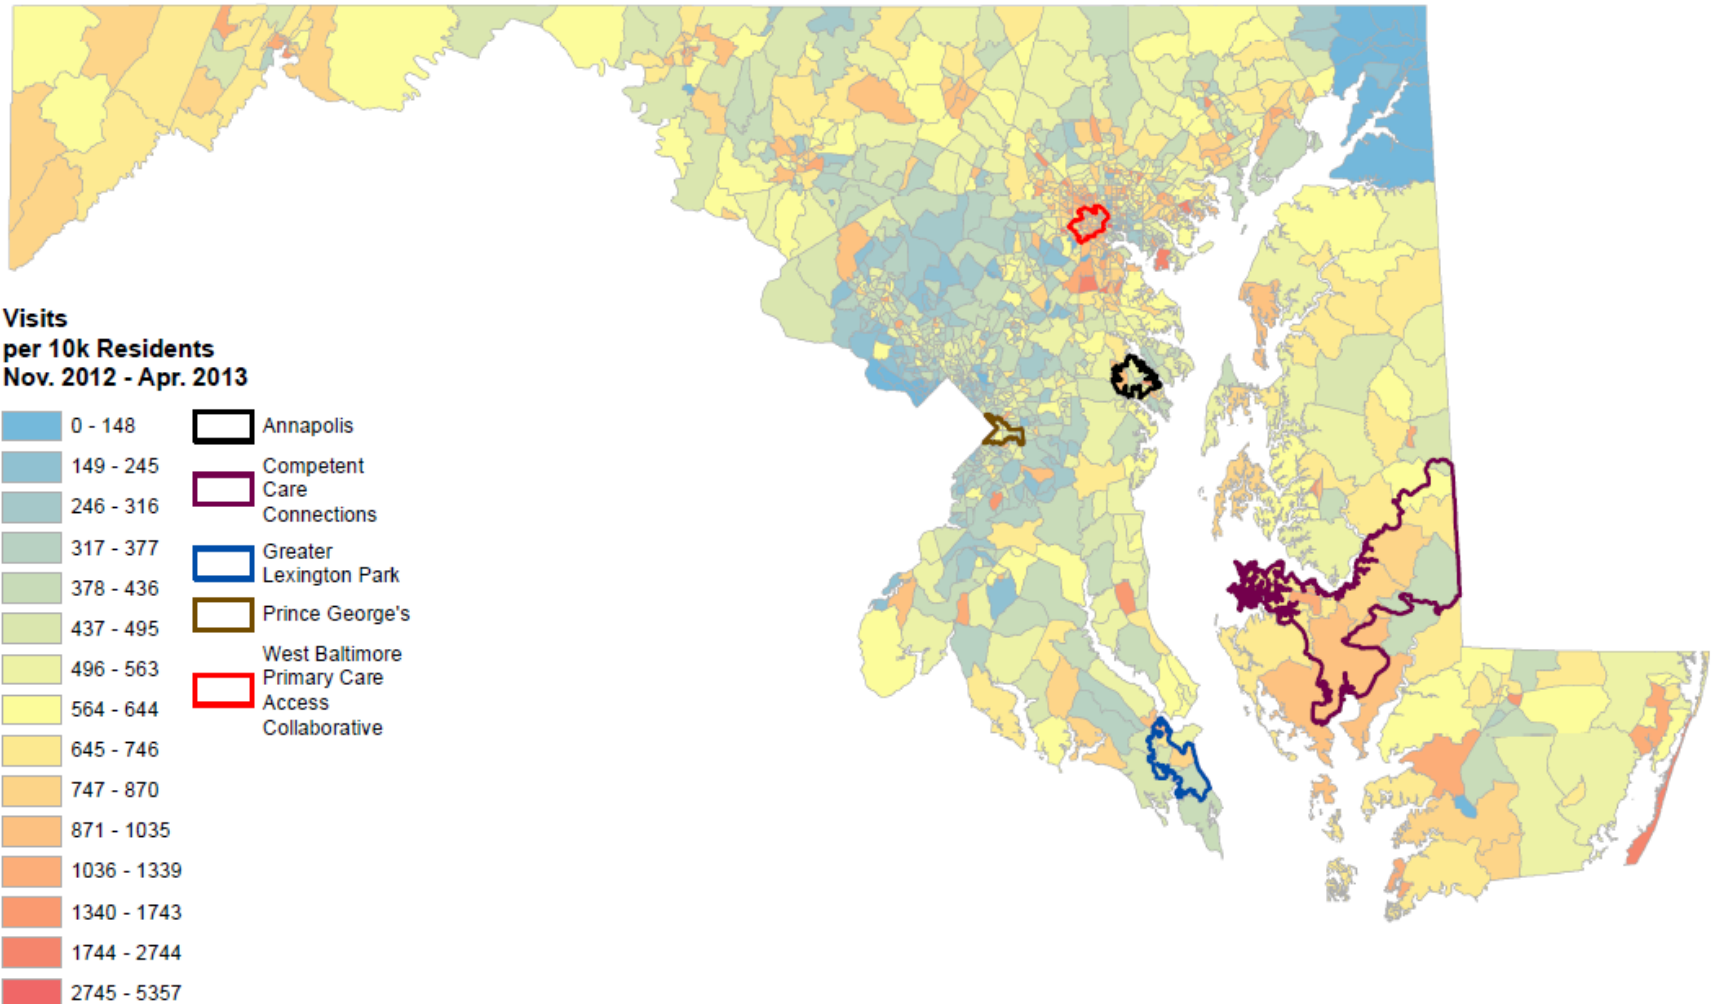 Visits
per 10k Residents
Nov. 2012 - Apr. 2013
0 - 148
149 - 245
246 - 316
317 - 377
378 - 436
437 - 495
496 - 563
564 - 644
645 - 746
747 - 870
871 - 1035
1036 - 1339
1340 - 1743
1744 - 2744
2745 - 5357
Annapolis
Competent
Care
Connections
Greater
Lexington Park
Prince George's
West Baltimore
Primary Care
Access
Collaborative